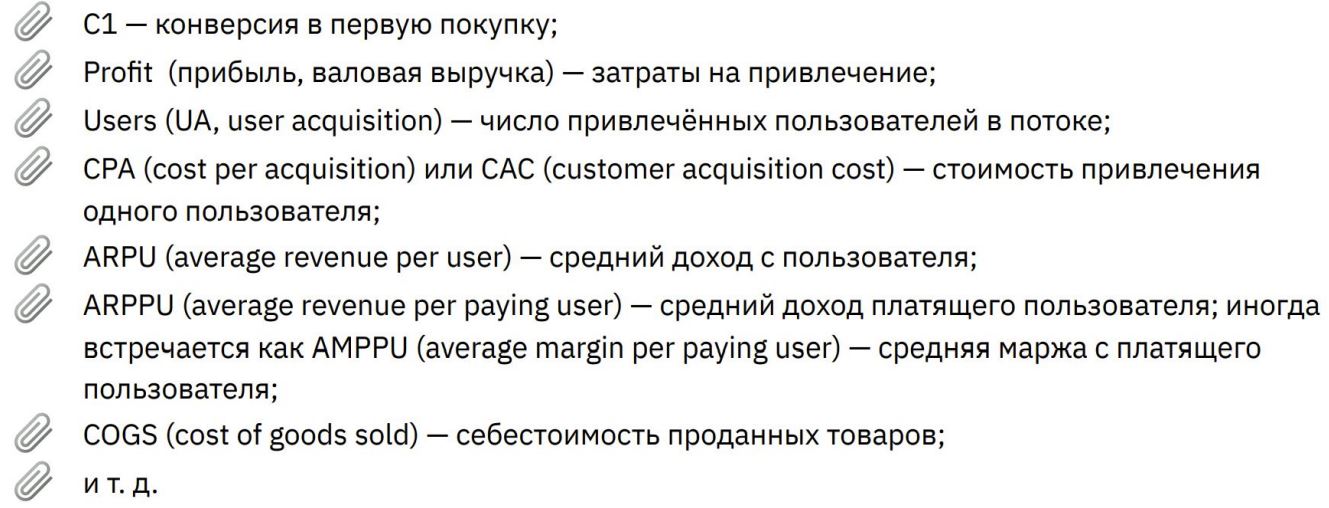 C1 — конверсия в первую покупку;
Profit (прибыль, валовая выручка) — затраты на привлечение;
Users (UA, user acquisition) — число привлечённых пользователей в потоке;
CPA (cost per acquisition) или CAC (customer acquisition cost) — стоимость привлечения
одного пользователя;
ARPU (average revenue per user) — средний доход с пользователя;
ARPPU (average revenue per paying user) — средний доход платящего пользователя; иногда
встречается как AMPPU (average margin per paying user) — средняя маржа с платящего
пользователя;
COGS (cost of goods sold) — себестоимость проданных товаров;
и т. д.